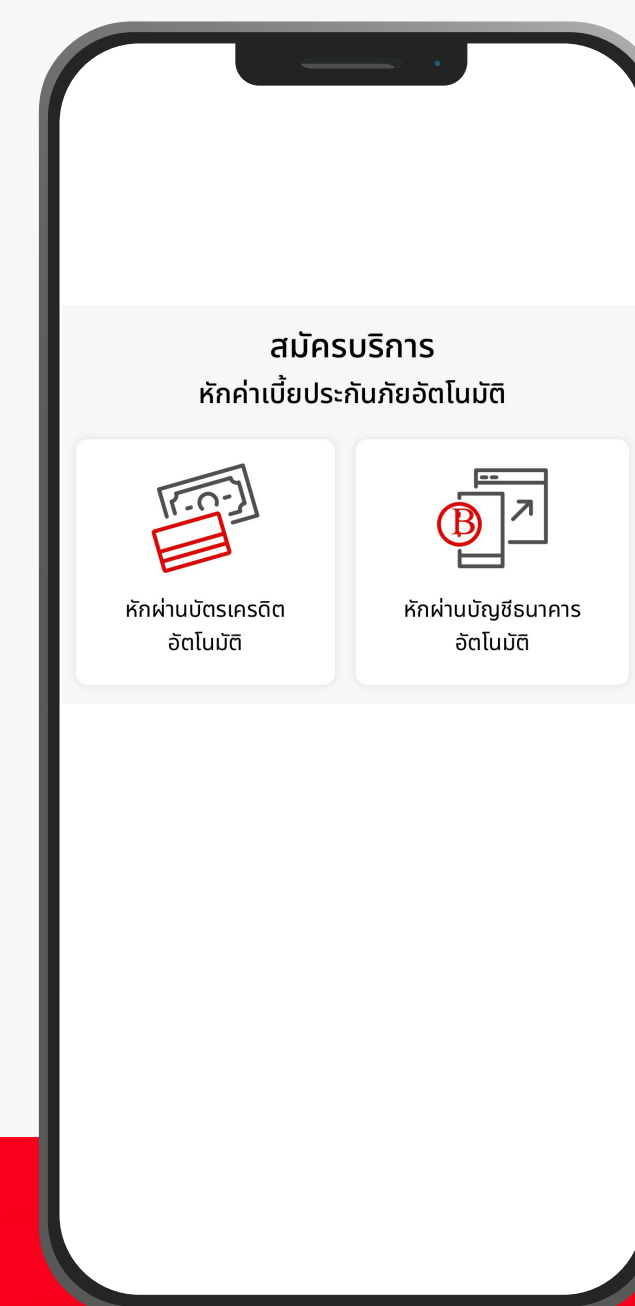 สมัครบริการ
หักค่าเบี้ยประกันภัยอัตโนมัติ
หักผ่านบัตรเครดิต
อัตโนมัติ
หักผ่านบัญชีธนาคาร
อัตโนมัติ